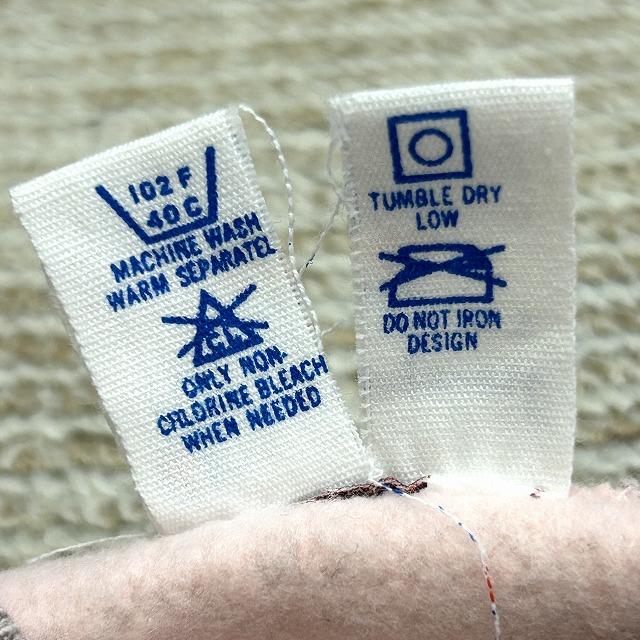 102 F
40 C
MACHINE WASH
WARM SEPARATEL
CL
ONLY NON-
CHLORINE BLEACH
WHEN NEEDED
TUMBLE DRY
LOW
DO NOT IRON
DESIGN